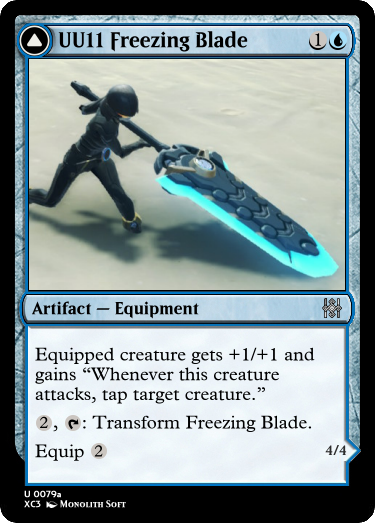 UU11 Freezing Blade 1
Artifact — Equipment
Equipped creature gets +1/+1 and
gains “Whenever this creature
attacks, tap target creature.”
2, : Transform Freezing Blade.
Equip 2
4/4
U 0079a
XC3 Monolith Soft